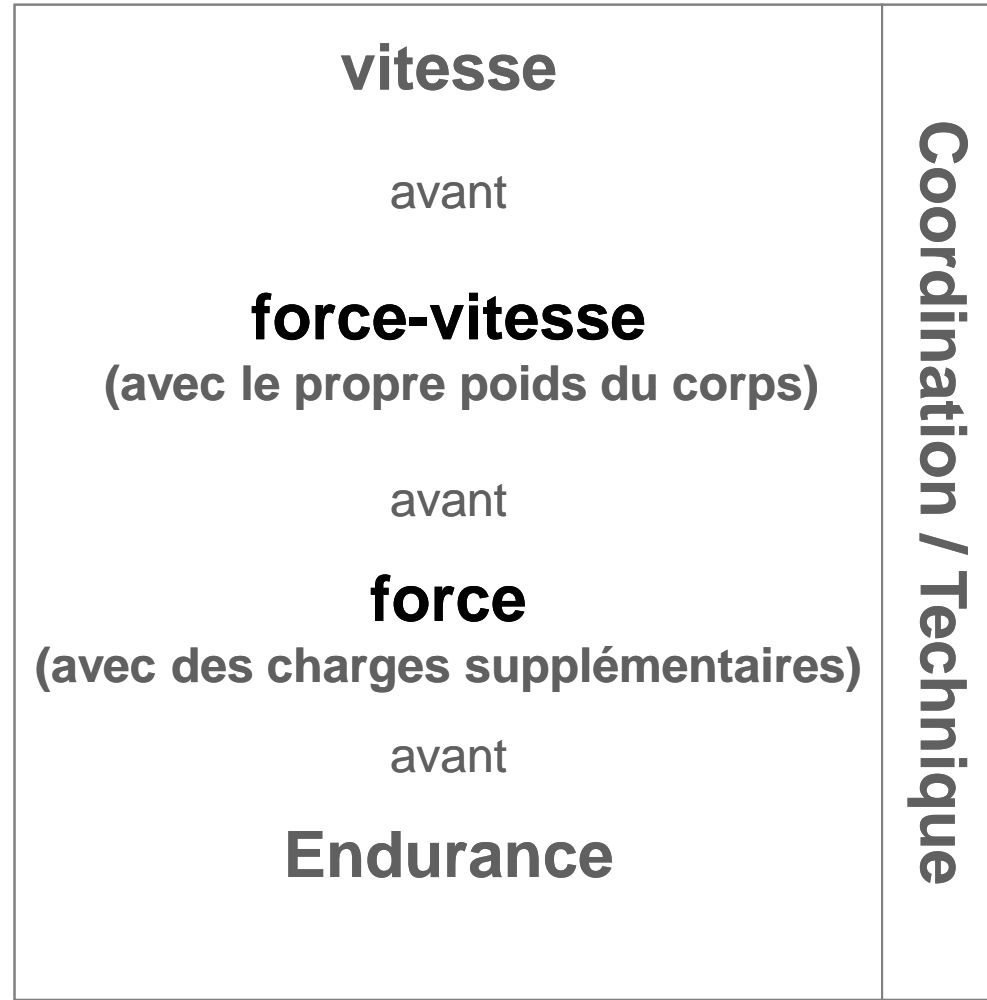 vitesse
avant
force-vitesse
(avec le propre poids du corps)
avant
force
(avec des charges supplémentaires)
avant
Endurance
Coordination / Technique